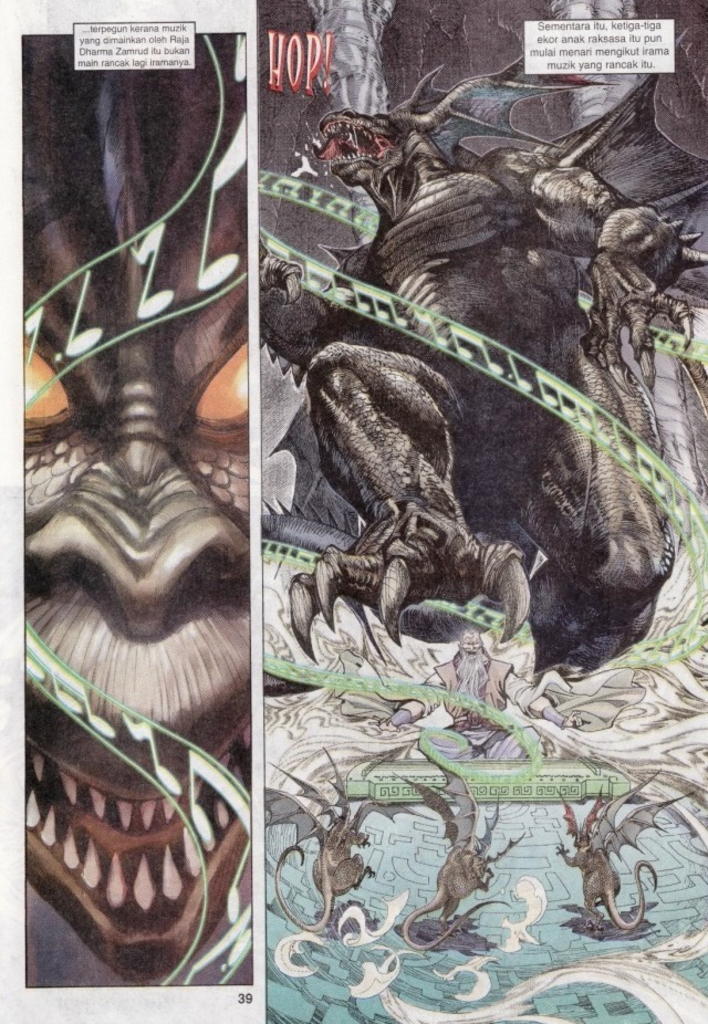 ...terpegun kerana muzik
yang dimainkan oleh Raja
Dharma Zamrud itu bukan
main rancak lagi iramanya.
HOP!
Sementara itu, ketiga-tiga
ekor anak raksasa itu pun
mulai menari mengikut irama
muzik yang rancak itu.
39